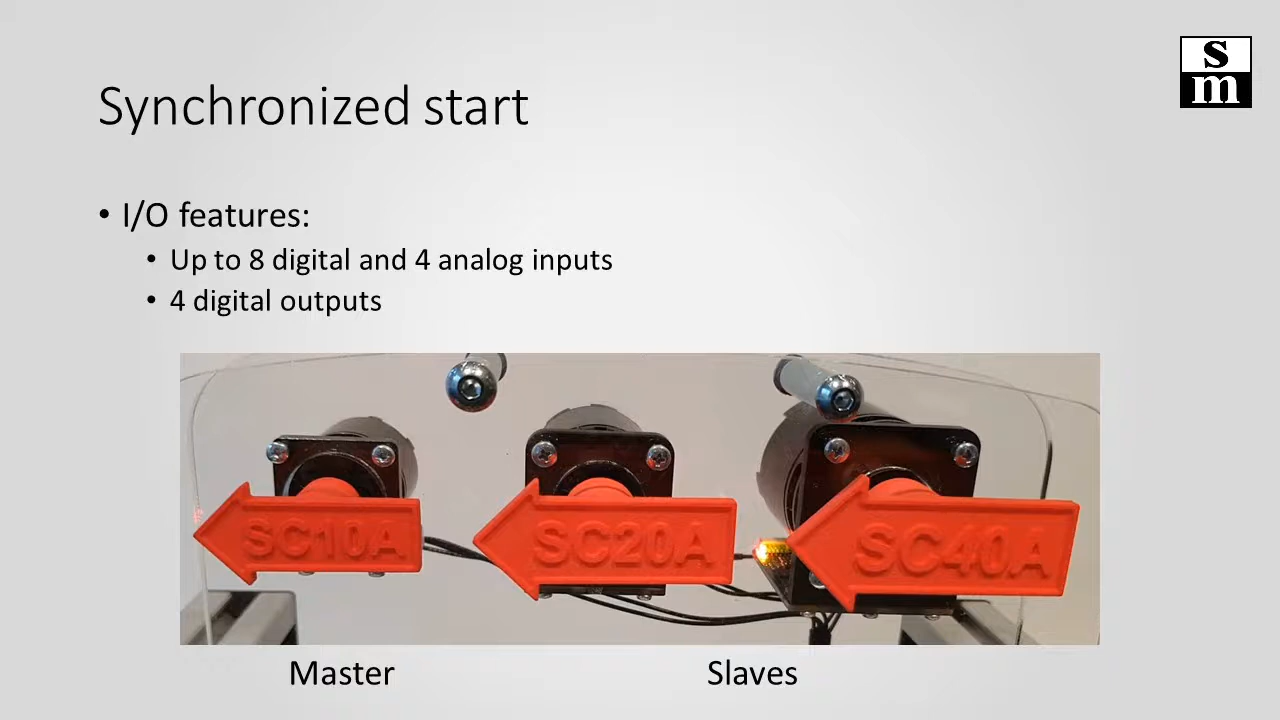 sm
Synchronized start
• I/O features:
• Up to 8 digital and 4 analog inputs
• 4 digital outputs
SC10A SC20A SC40A
Master Slaves